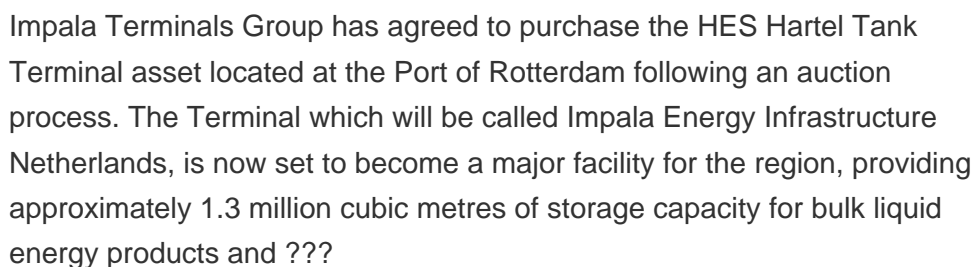 Impala Terminals Group has agreed to purchase the HES Hartel Tank
Terminal asset located at the Port of Rotterdam following an auction
process. The Terminal which will be called Impala Energy Infrastructure
Netherlands, is now set to become a major facility for the region, providing
approximately 1.3 million cubic metres of storage capacity for bulk liquid
energy products and ???